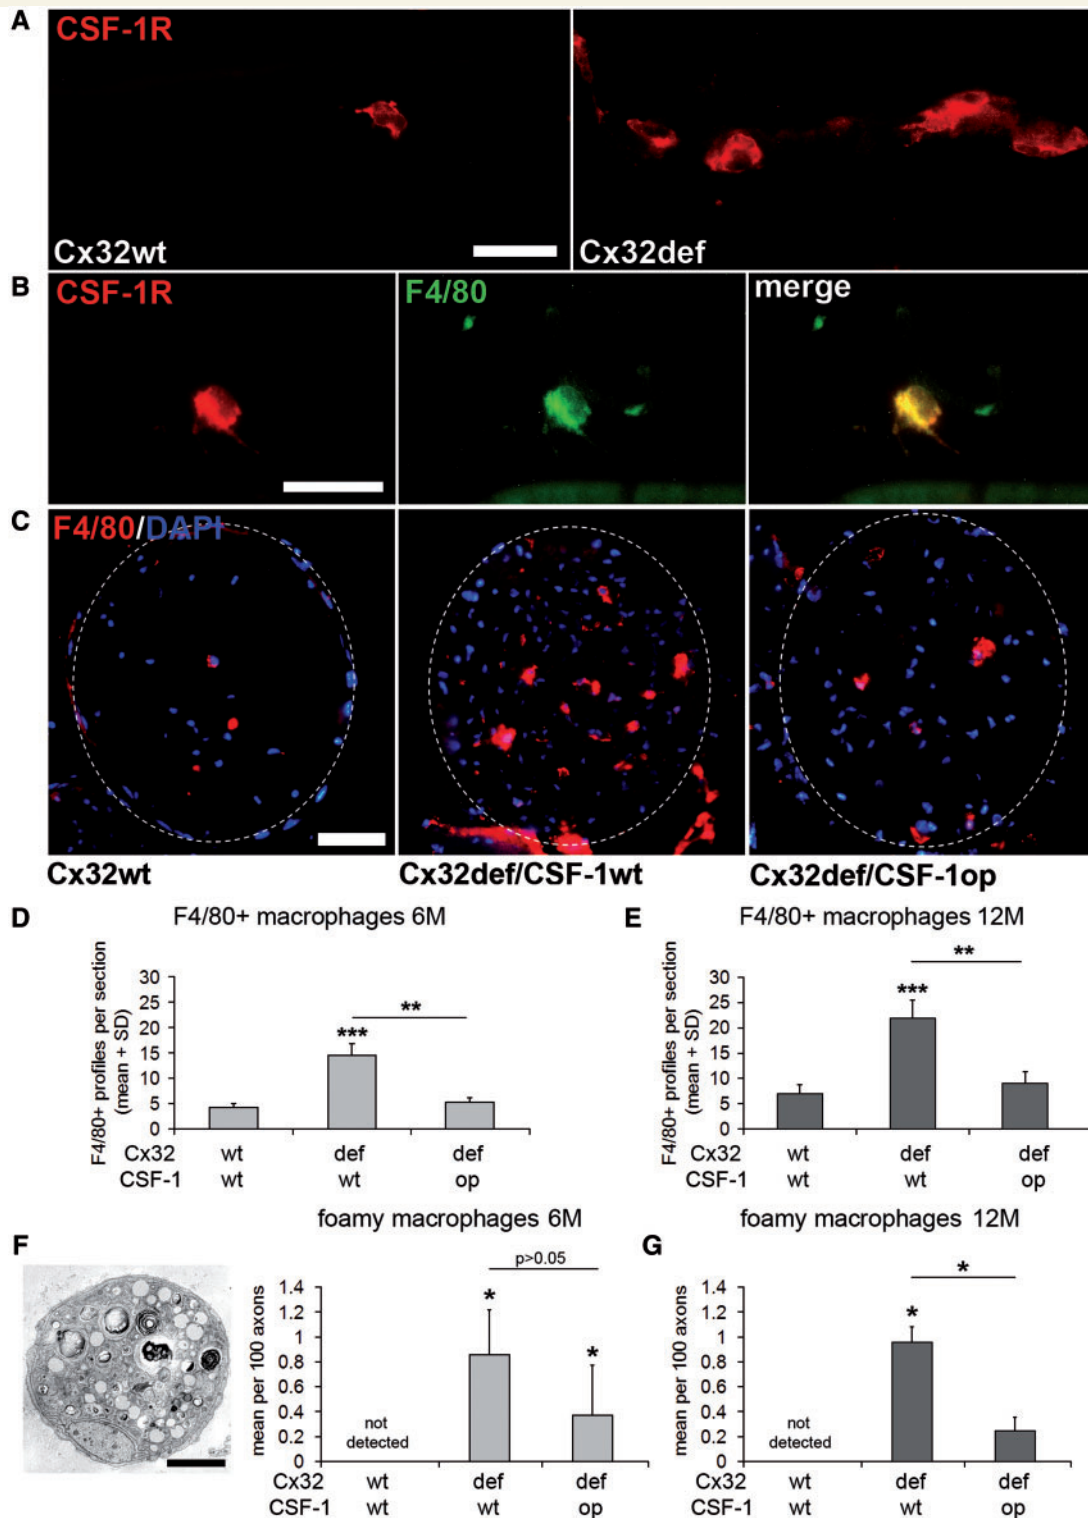 A
CSF-1R
Cx32wt
Cx32def
B
CSF-1R
F4/80
merge
C
F4/80/DAPI
Cx32wt
Cx32def/CSF-1wt
Cx32def/CSF-1op
D
F4/80+ macrophages 6M
F4/80+ profiles per section
(mean + SD)
30
25
20
15
10
5
0
***
**
Cx32 wt def def
CSF-1 wt wt op
E
F4/80+ macrophages 12M
F4/80+ profiles per section
(mean + SD)
30
25
20
15
10
5
0
***
**
Cx32 wt def def
CSF-1 wt wt op
F
foamy macrophages 6M
mean per 100 axons
1.4
1.2
1
0.8
0.6
0.4
0.2
0
not
detected
*
*
p>0.05
Cx32 wt def def
CSF-1 wt wt op
G
foamy macrophages 12M
mean per 100 axons
1.4
1.2
1
0.8
0.6
0.4
0.2
0
not
detected
*
*
Cx32 wt def def
CSF-1 wt wt op